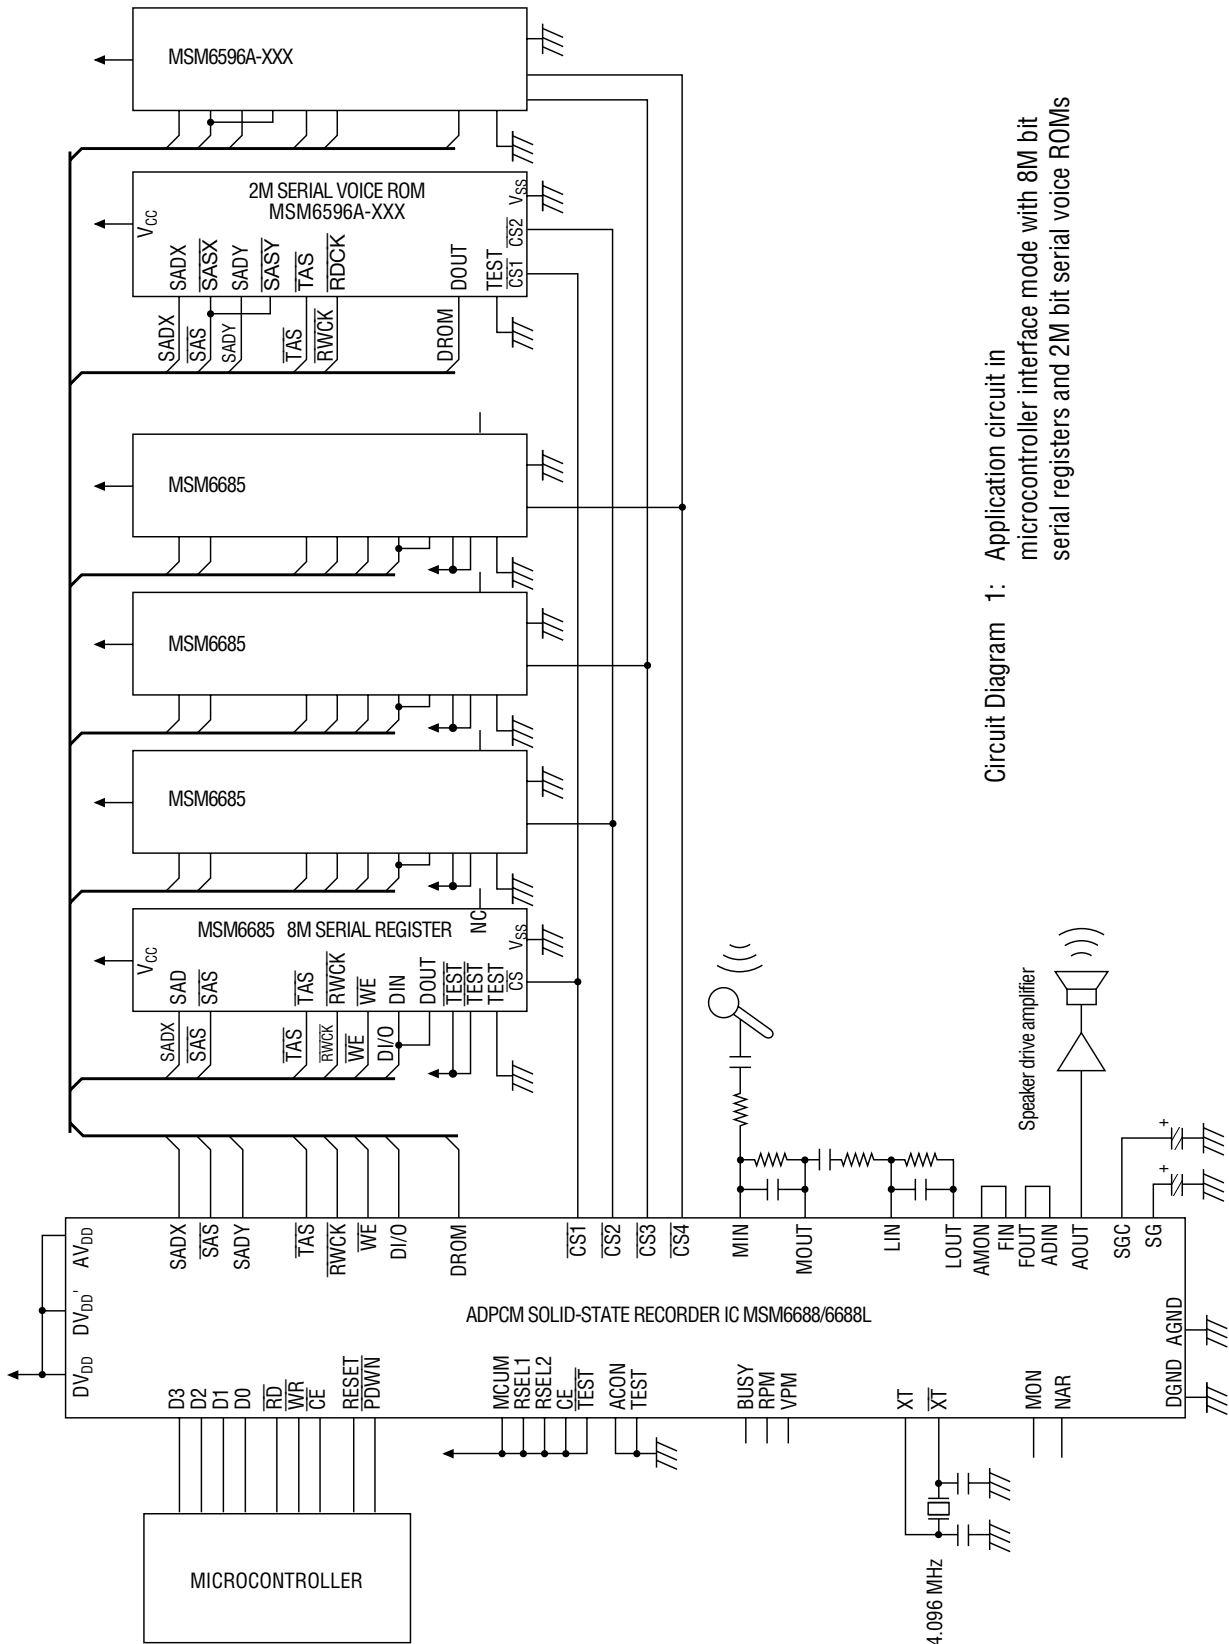 MSM6596A-XXX
2M SERIAL VOICE ROM
MSM6596A-XXX
VCC
VSS
SADX
SASX
SADY
SASY
TAS
RDCK
DOUT
TEST
CS1
CS2
SADX
SAS
SADY
TAS
RWCK
DROM
MSM6685
MSM6685
MSM6685
MSM6685 8M SERIAL REGISTER
NC
VCC
VSS
SAD
SAS
TAS
RWCK
WE
DIN
DOUT
TEST
TEST
TEST
CS
SADX
SAS
TAS
RWCK
WE
DI/O
Circuit Diagram 1: Application circuit in
microcontroller interface mode with 8M bit
serial registers and 2M bit serial voice ROMs
Speaker drive amplifier
+
+
DVDD
DVDD'
AVDD
SADX
SAS
SADY
TAS
RWCK
WE
DI/O
DROM
CS1
CS2
CS3
CS4
MIN
MOUT
LIN
LOUT
AMON
FIN
FOUT
ADIN
AOUT
SGC
SG
ADPCM SOLID-STATE RECORDER IC MSM6688/6688L
D3
D2
D1
D0
RD
WR
CE
RESET
PDWN
MCUM
RSEL1
RSEL2
CE
TEST
ACON
TEST
BUSY
RPM
VPM
XT
XT
MON
NAR
DGND
AGND
MICROCONTROLLER
4.096 MHz